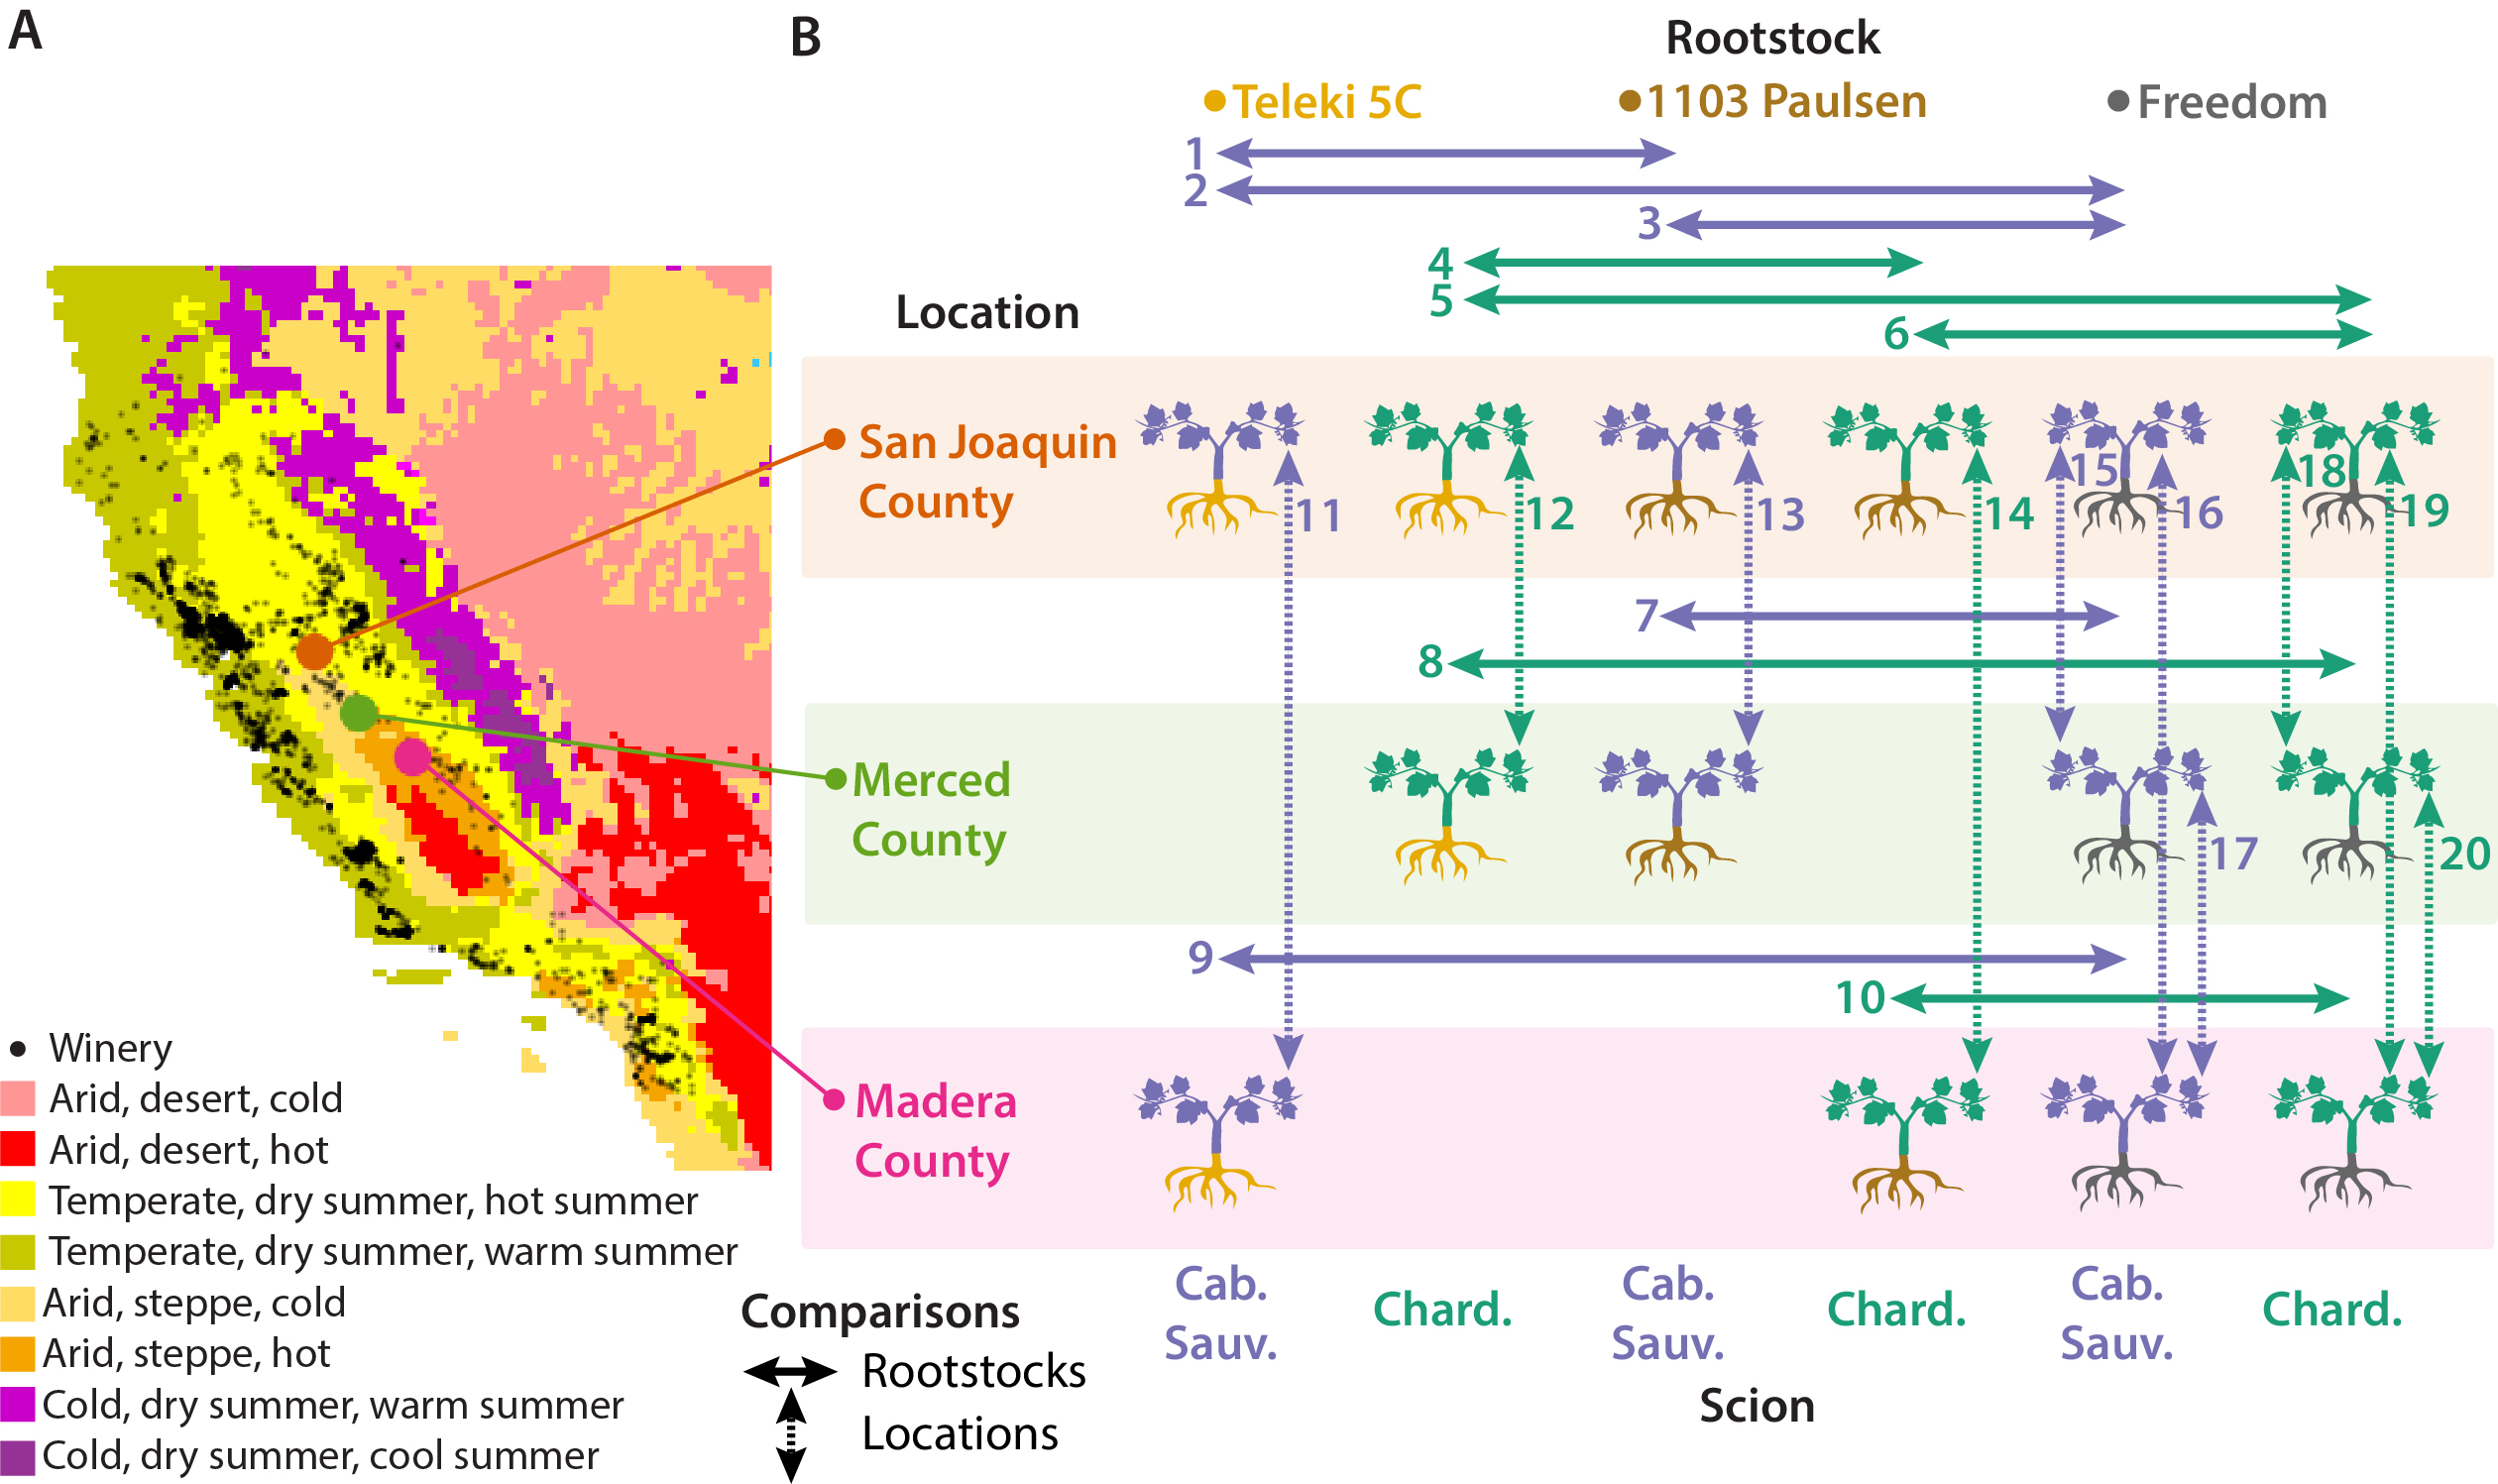 A
B
Rootstock
Teleki 5C
1103 Paulsen
Freedom
1
2
3
4
5
6
Location
San Joaquin
County
11
12
13
14
15
16
18
19
7
8
Merced
County
17
20
9
10
Madera
County
Winery
Arid, desert, cold
Arid, desert, hot
Temperate, dry summer, hot summer
Temperate, dry summer, warm summer
Arid, steppe, cold
Arid, steppe, hot
Cold, dry summer, warm summer
Cold, dry summer, cool summer
Comparisons
Rootstocks
Locations
Cab.
Sauv.
Chard.
Cab.
Sauv.
Chard.
Cab.
Sauv.
Chard.
Scion